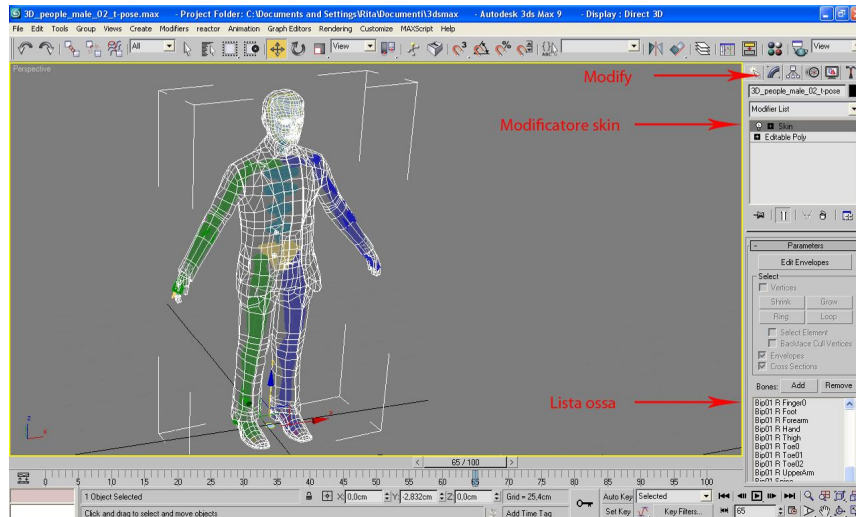 3D_people_male_02_t-pose.max - Project Folder: C:\Documents and Settings\Rita\Documenti\3dsmax - Autodesk 3ds Max 9 - Display : Direct 3D
File Edit Tools Group Views Create Modifiers reactor Animation Graph Editors Rendering Customize MAXScript Help
All View View
Perspective
Modify
3D_people_male_02_t-pose
Modifier List
Modificatore skin
Skin
Editable Poly
Parameters
Edit Envelopes
Select
Vertices
Shrink Grow
Ring Loop
Select Element
Backface Cull Vertices
Envelopes
Cross Sections
Bones: Add Remove
Lista ossa
Bip01 R Finger0
Bip01 R Foot
Bip01 R Forearm
Bip01 R Hand
Bip01 R Thigh
Bip01 R Toe0
Bip01 R Toe01
Bip01 R Toe02
Bip01 R UpperArm
Bip01 Spine
z
x
x
65 / 100
0 5 10 15 20 25 30 35 40 45 50 55 60 65 70 75 80 85 90 95 100
1 Object Selected X: 0,0cm Y: -2,832cm Z: 0,0cm Grid = 25,4cm Auto Key Selected
Click and drag to select and move objects Add Time Tag Set Key Key Filters... 65